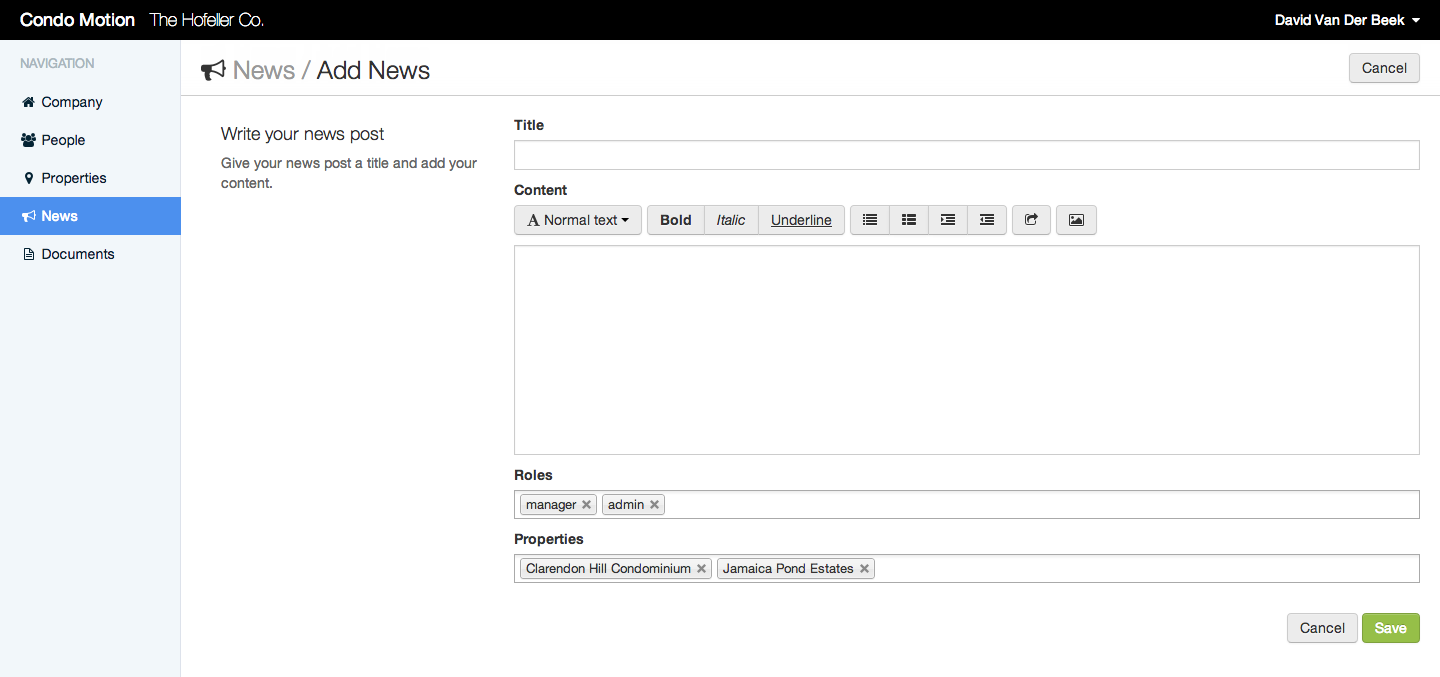 Condo Motion The Hofeller Co. David Van Der Beek
NAVIGATION
Company
People
Properties
News
Documents
News / Add News Cancel
Write your news post
Give your news post a title and add your
content.
Title
Content
A Normal text Bold Italic Underline
Roles
manager admin
Properties
Clarendon Hill Condominium Jamaica Pond Estates
Cancel Save